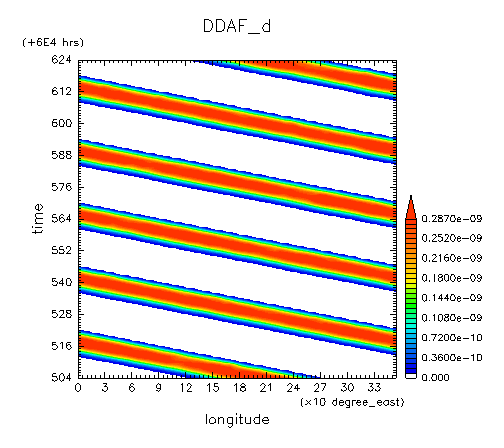 DDAF_d
(+6E4 hrs)
624
612
600
588
576
564
552
540
528
516
504
time
0 3 6 9 12 15 18 21 24 27 30 33
(×10 degree_east)
longitude
0.2870e-09
0.2520e-09
0.2160e-09
0.1800e-09
0.1440e-09
0.1080e-09
0.7200e-10
0.3600e-10
0.000